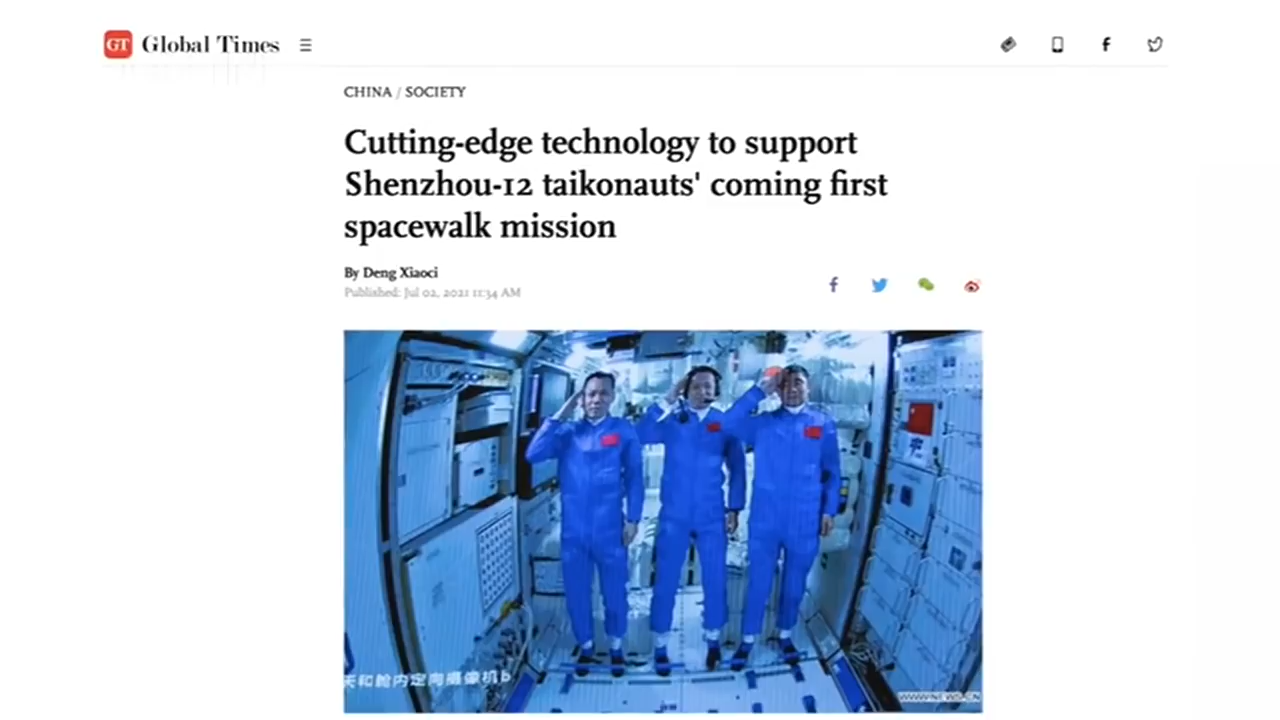 GT Global Times
CHINA / SOCIETY
Cutting-edge technology to support
Shenzhou-12 taikonauts' coming first
spacewalk mission
By Deng Xiaoci
Published: Jul 02, 2021 11:34 AM
天和舱内定向摄像机b
WWW.NEWS.CN